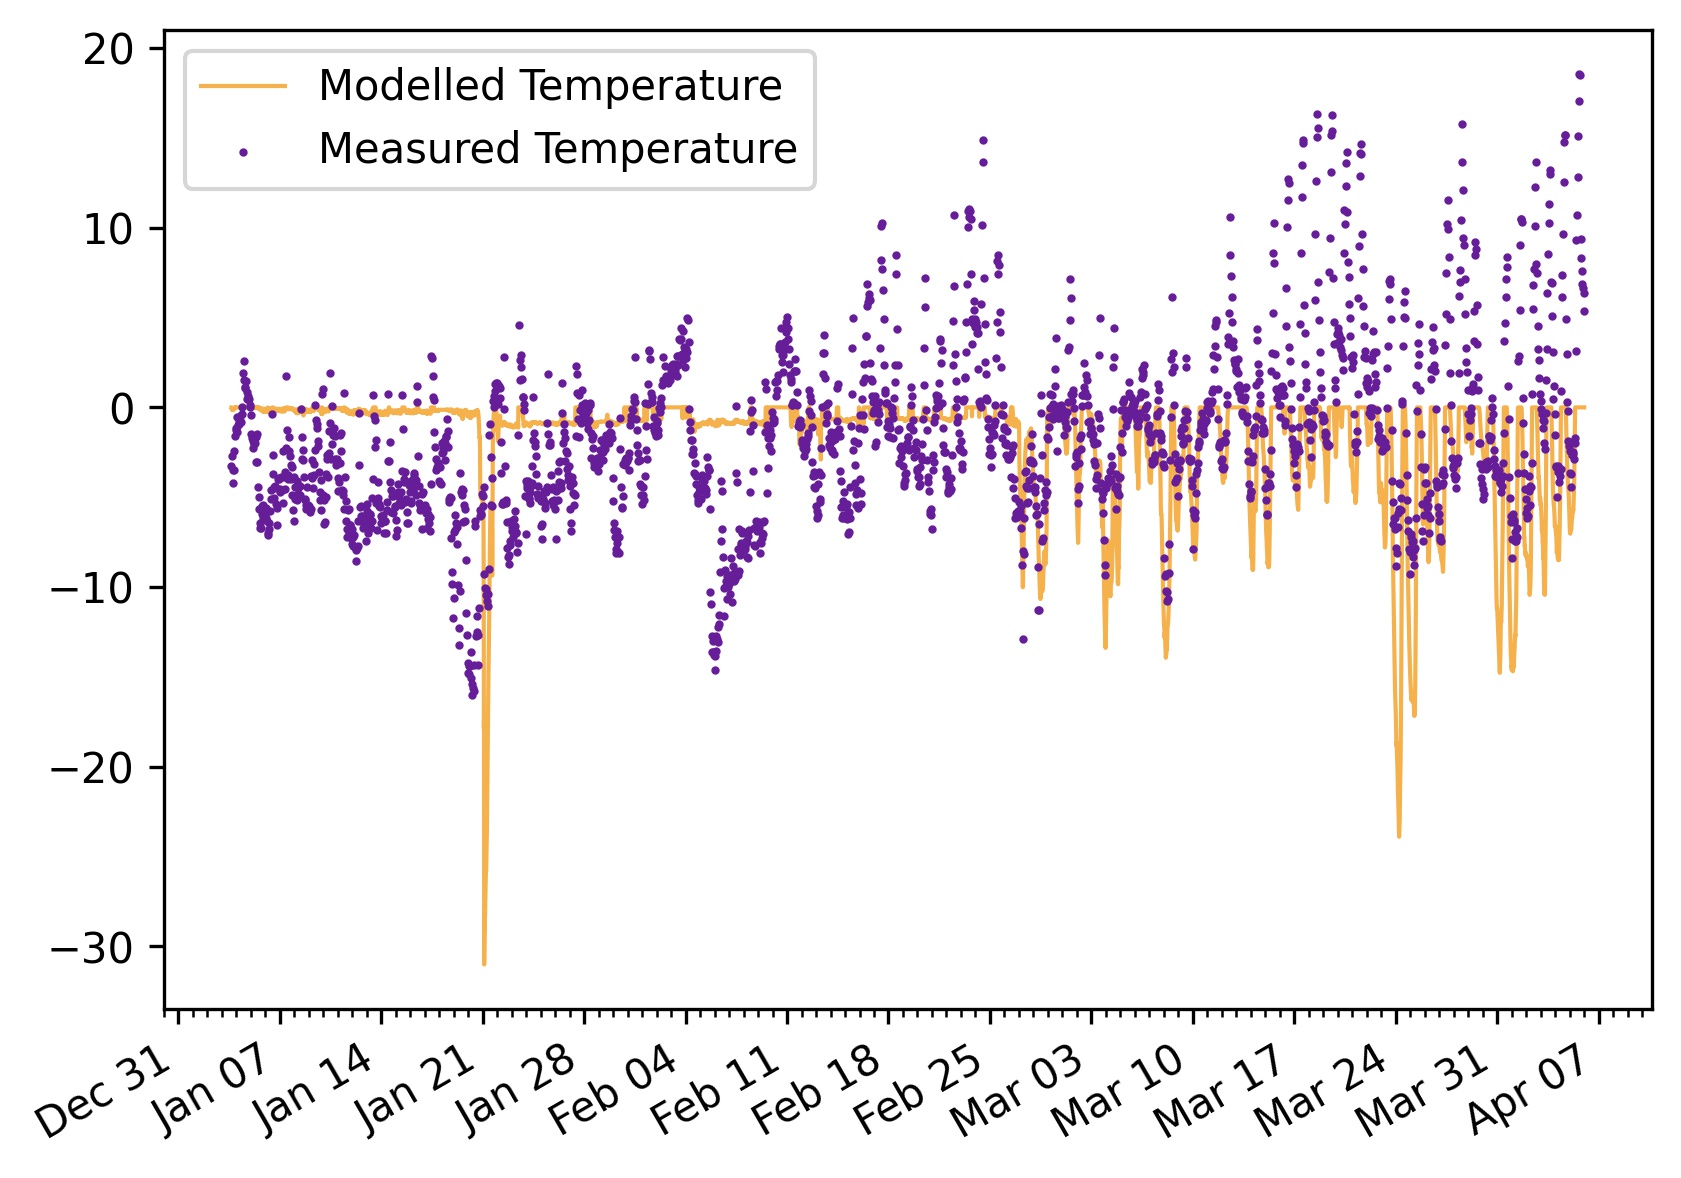 20
10
0
−10
−20
−30
Modelled Temperature
Measured Temperature
Dec 31
Jan 07
Jan 14
Jan 21
Jan 28
Feb 04
Feb 11
Feb 18
Feb 25
Mar 03
Mar 10
Mar 17
Mar 24
Mar 31
Apr 07